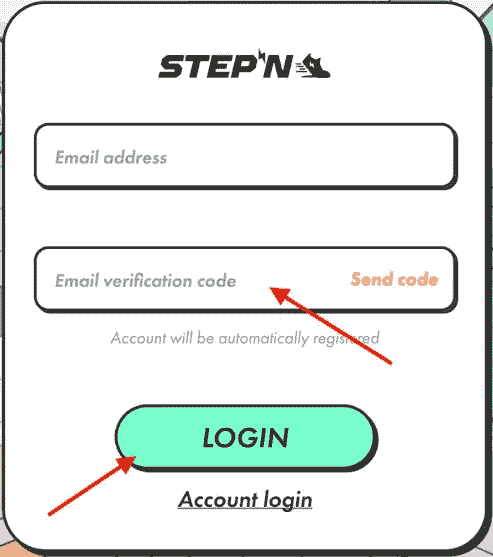 STEP'N
Email address
Email verification code Send code
Account will be automatically registered
LOGIN
Account login